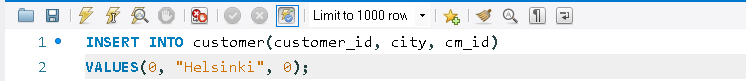 Limit to 1000 row
1 INSERT INTO customer(customer_id, city, cm_id)
2 VALUES(0, "Helsinki", 0);